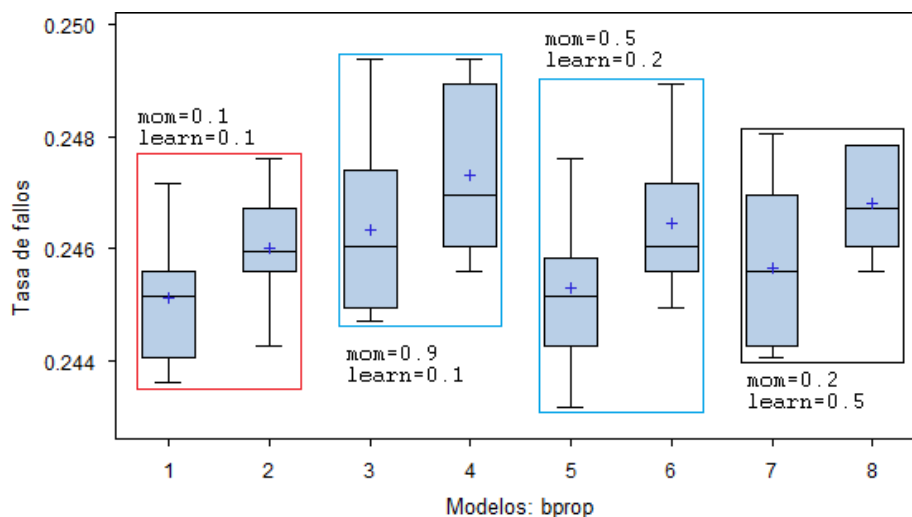 0.250
0.248
0.246
0.244
Tasa de fallos
mom=0.1
learn=0.1
mom=0.9
learn=0.1
mom=0.5
learn=0.2
mom=0.2
learn=0.5
1 2 3 4 5 6 7 8
Modelos: bprop